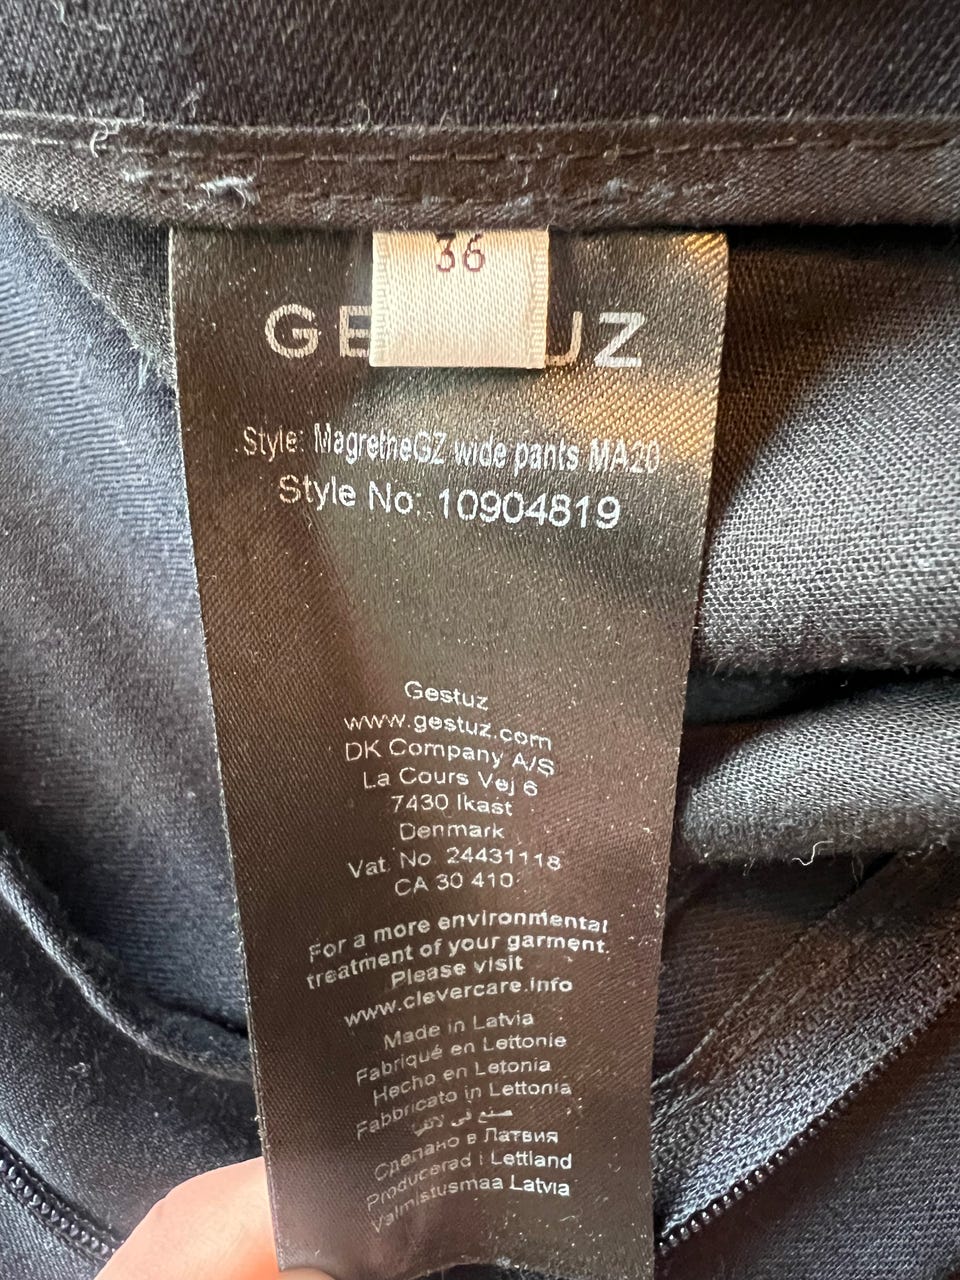 36
GE UZ
Style: MagretheGZ wide pants MA20
Style No: 10904819
Gestuz
www.gestuz.com
DK Company A/S
La Cours Vej 6
7430 Ikast
Denmark
Vat. No. 24431118
CA 30 410
For a more environmental
treatment of your garment.
Please visit
www.clevercare.info
Made in Latvia
Fabriqué en Lettonie
Hecho en Letonia
Fabbricato in Lettonia
صنع في
Сделано в Латвия
Producerad i Lettland
Valmistusmaa Latvia